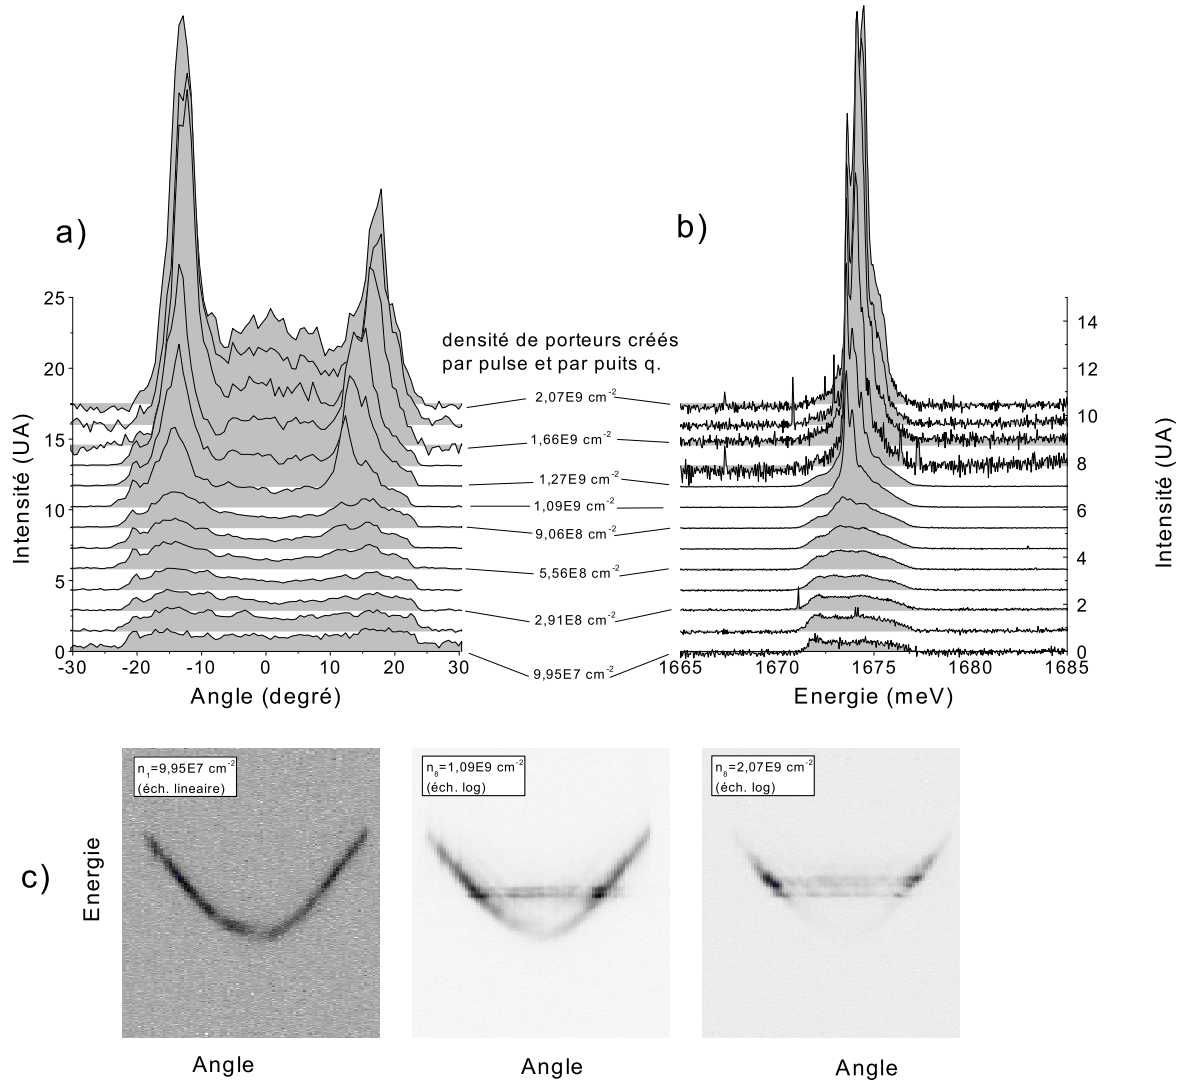 a)
b)
25
20
15
10
5
0
Intensité (UA)
-30 -20 -10 0 10 20 30
Angle (degré)
densité de porteurs créés
par pulse et par puits q.
2,07E9 cm⁻²
1,66E9 cm⁻²
1,27E9 cm⁻²
1,09E9 cm⁻²
9,06E8 cm⁻²
5,56E8 cm⁻²
2,91E8 cm⁻²
9,95E7 cm⁻²
14
12
10
8
6
4
2
0
Intensité (UA)
1665 1670 1675 1680 1685
Energie (meV)
c)
Energie
n₁=9,95E7 cm⁻²
(éch. lineaire)
Angle
n₈=1,09E9 cm⁻²
(éch. log)
Angle
n₈=2,07E9 cm⁻²
(éch. log)
Angle